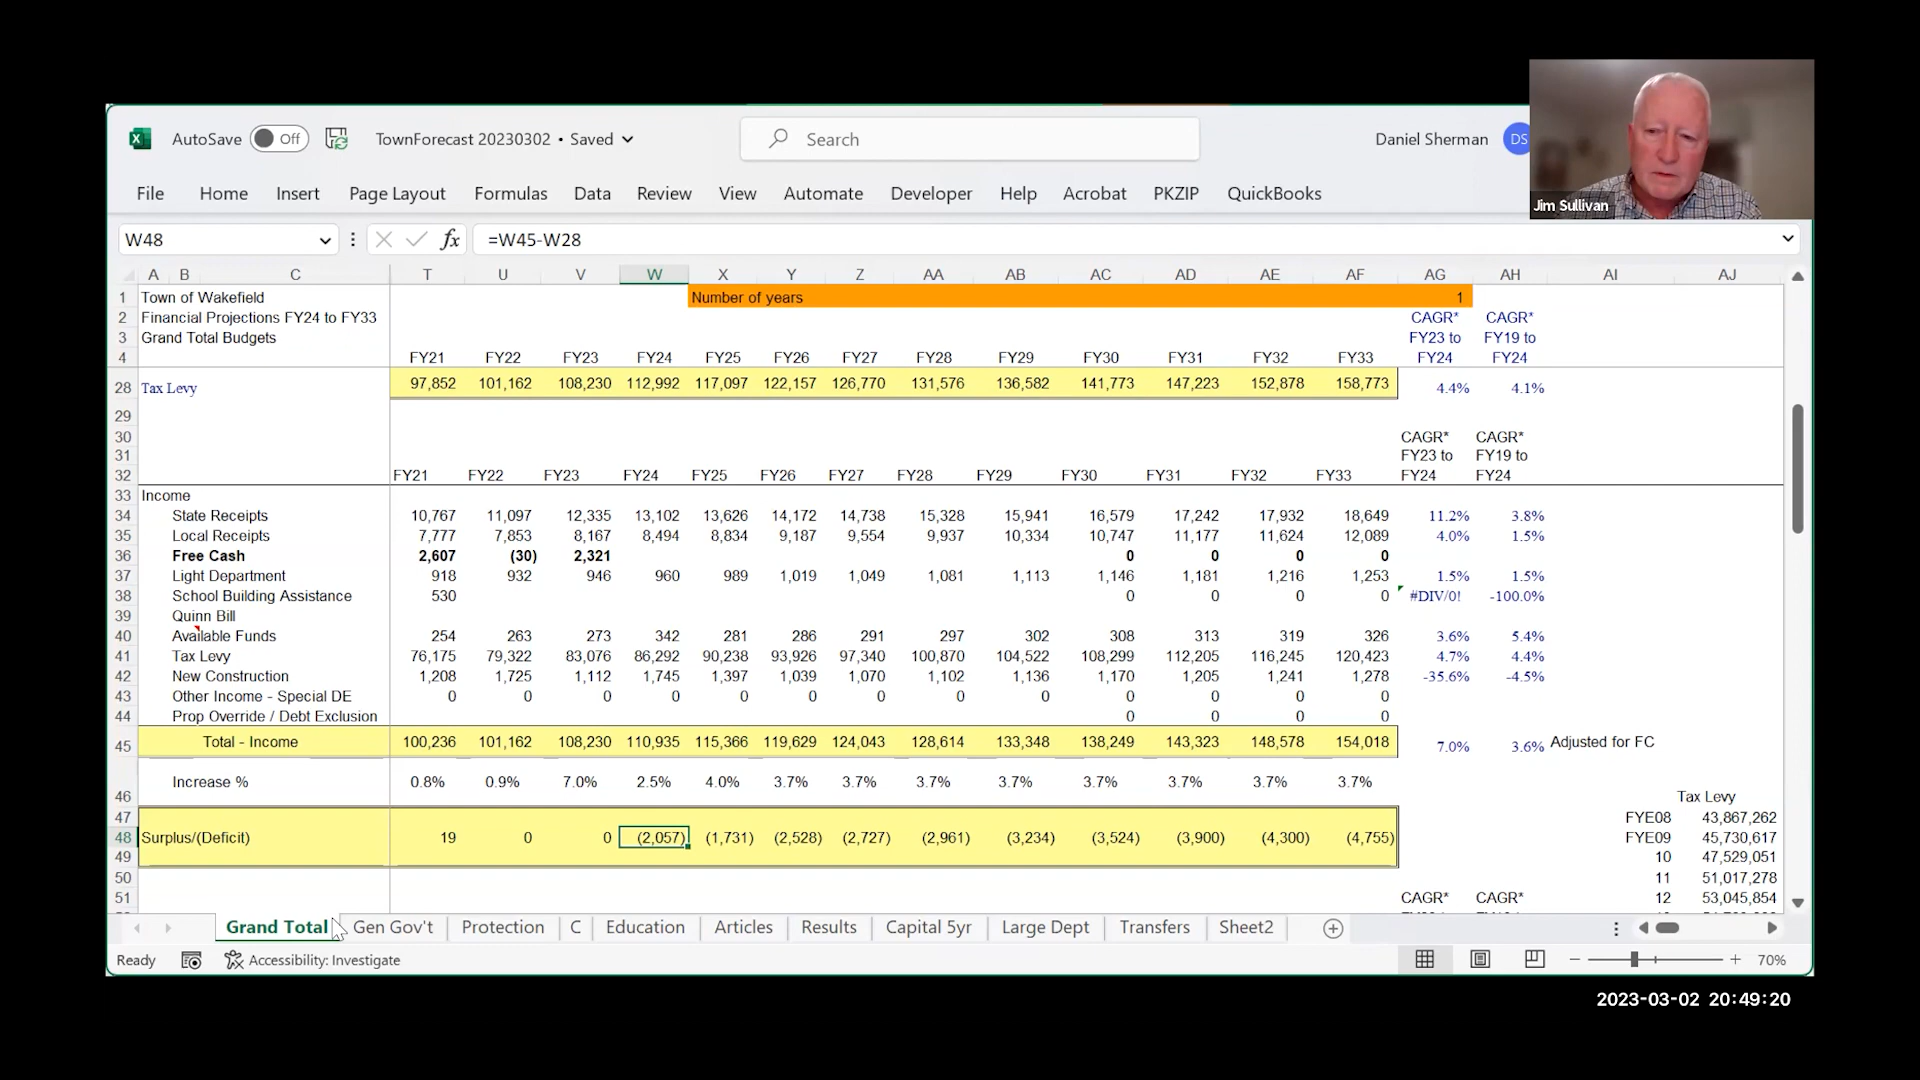 AutoSave Off TownForecast 20230302 • Saved Search Daniel Sherman DS
File Home Insert Page Layout Formulas Data Review View Automate Developer Help Acrobat PKZIP QuickBooks
Jim Sullivan
W48 fx =W45-W28
A B C T U V W X Y Z AA AB AC AD AE AF AG AH AI AJ
1 Town of Wakefield Number of years 1
2 Financial Projections FY24 to FY33 CAGR* CAGR*
3 Grand Total Budgets FY23 to FY19 to
4 FY21 FY22 FY23 FY24 FY25 FY26 FY27 FY28 FY29 FY30 FY31 FY32 FY33 FY24 FY24
28 Tax Levy 97,852 101,162 108,230 112,992 117,097 122,157 126,770 131,576 136,582 141,773 147,223 152,878 158,773 4.4% 4.1%
29
30 CAGR* CAGR*
31 FY23 to FY19 to
32 FY21 FY22 FY23 FY24 FY25 FY26 FY27 FY28 FY29 FY30 FY31 FY32 FY33 FY24 FY24
33 Income
34 State Receipts 10,767 11,097 12,335 13,102 13,626 14,172 14,738 15,328 15,941 16,579 17,242 17,932 18,649 11.2% 3.8%
35 Local Receipts 7,777 7,853 8,167 8,494 8,834 9,187 9,554 9,937 10,334 10,747 11,177 11,624 12,089 4.0% 1.5%
36 Free Cash 2,607 (30) 2,321 0 0 0 0
37 Light Department 918 932 946 960 989 1,019 1,049 1,081 1,113 1,146 1,181 1,216 1,253 1.5% 1.5%
38 School Building Assistance 530 0 0 0 0 #DIV/0! -100.0%
39 Quinn Bill
40 Available Funds 254 263 273 342 281 286 291 297 302 308 313 319 326 3.6% 5.4%
41 Tax Levy 76,175 79,322 83,076 86,292 90,238 93,926 97,340 100,870 104,522 108,299 112,205 116,245 120,423 4.7% 4.4%
42 New Construction 1,208 1,725 1,112 1,745 1,397 1,039 1,070 1,102 1,136 1,170 1,205 1,241 1,278 -35.6% -4.5%
43 Other Income - Special DE 0 0 0 0 0 0 0 0 0 0 0 0 0
44 Prop Override / Debt Exclusion 0 0 0 0
45 Total - Income 100,236 101,162 108,230 110,935 115,366 119,629 124,043 128,614 133,348 138,249 143,323 148,578 154,018 7.0% 3.6% Adjusted for FC
46 Increase % 0.8% 0.9% 7.0% 2.5% 4.0% 3.7% 3.7% 3.7% 3.7% 3.7% 3.7% 3.7% 3.7% Tax Levy
47 FYE08 43,867,262
48 Surplus/(Deficit) 19 0 0 (2,057) (1,731) (2,528) (2,727) (2,961) (3,234) (3,524) (3,900) (4,300) (4,755) FYE09 45,730,617
49 10 47,529,051
50 11 51,017,278
51 CAGR* CAGR* 12 53,045,854
Grand Total Gen Gov't Protection C Education Articles Results Capital 5yr Large Dept Transfers Sheet2
Ready Accessibility: Investigate 70%
2023-03-02 20:49:20